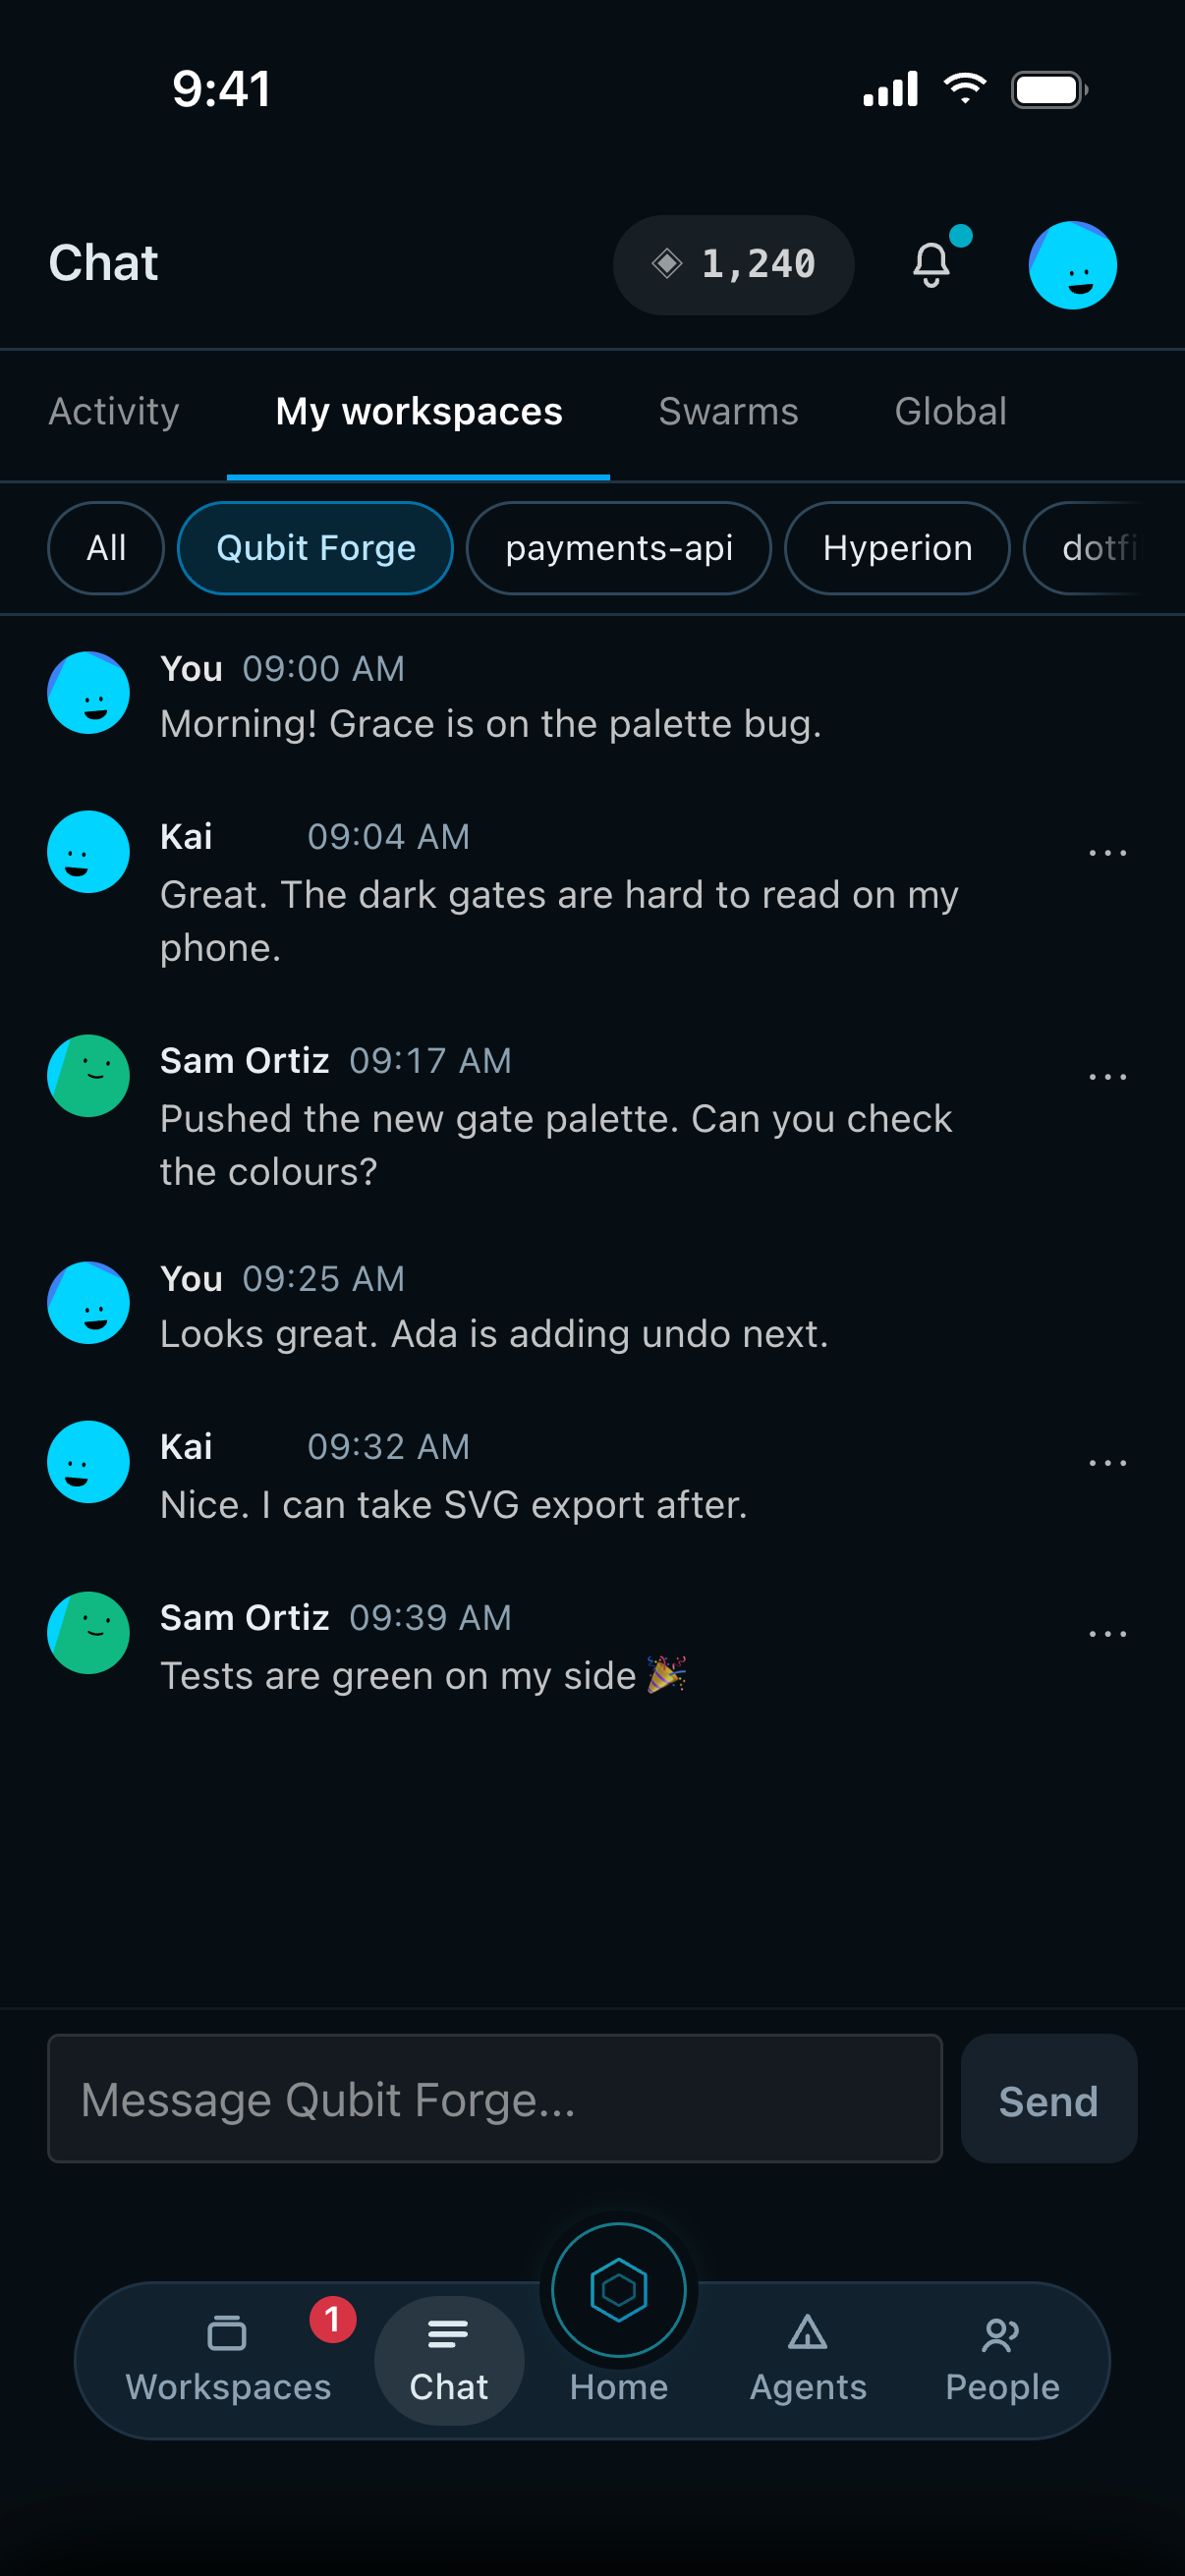 9:41
Chat
1,240
Activity
My workspaces
Swarms
Global
All
Qubit Forge
payments-api
Hyperion
dotfi
You 09:00 AM
Morning! Grace is on the palette bug.
Kai 09:04 AM
Great. The dark gates are hard to read on my
phone.
Sam Ortiz 09:17 AM
Pushed the new gate palette. Can you check
the colours?
You 09:25 AM
Looks great. Ada is adding undo next.
Kai 09:32 AM
Nice. I can take SVG export after.
Sam Ortiz 09:39 AM
Tests are green on my side 🎉
Message Qubit Forge...
Send
1
Workspaces
Chat
Home
Agents
People